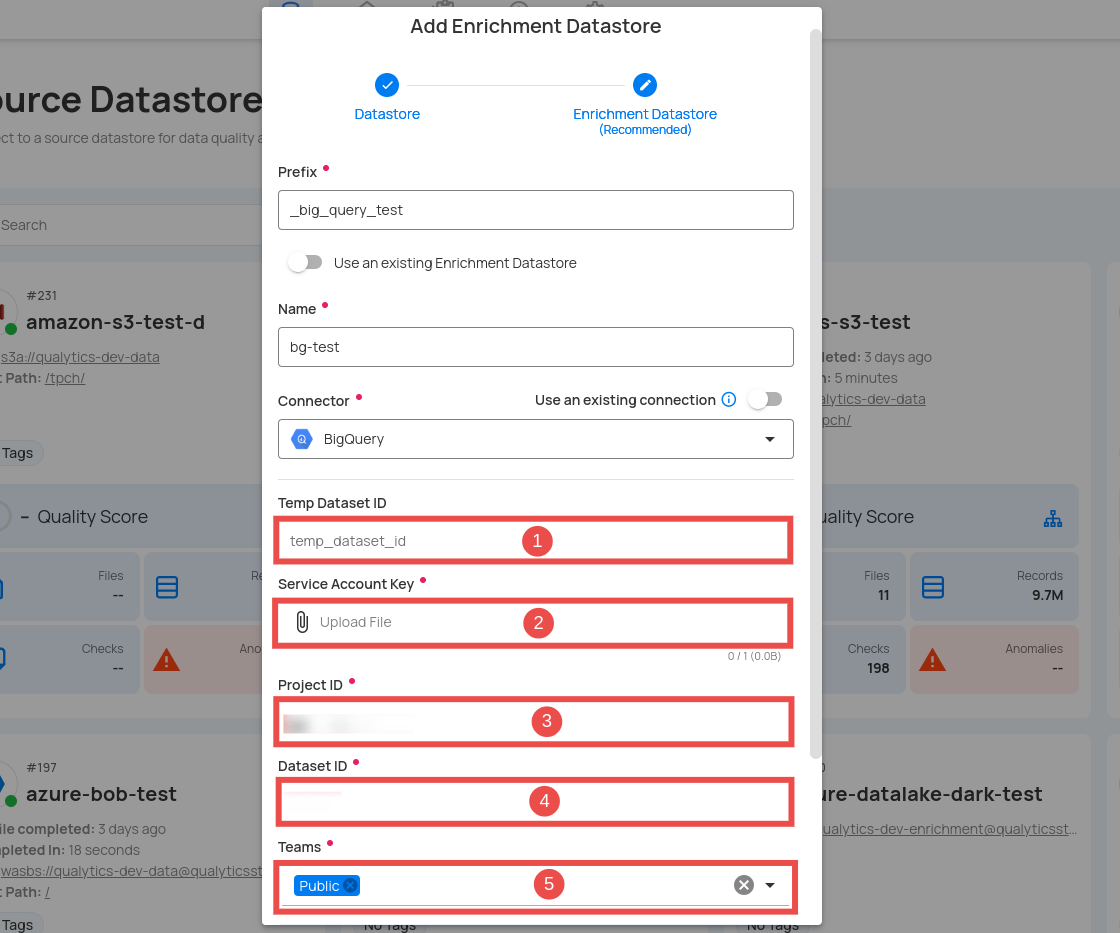 Add Enrichment Datastore
Datastore
Enrichment Datastore
(Recommended)
Prefix
_big_query_test
Use an existing Enrichment Datastore
Name
bg-test
Connector
Use an existing connection
BigQuery
Temp Dataset ID
temp_dataset_id
1
Service Account Key
Upload File
2
0 / 1 (0.0B)
Project ID
3
Dataset ID
4
Teams
Public
5
ource Datastore
ect to a source datastore for data quality a
Search
#231
amazon-s3-test-d
s3a://qualytics-dev-data
t Path: /tpch/
Tags
– Quality Score
Files
--
Re
Checks
--
Ano
#197
azure-bob-test
ile completed: 3 days ago
pleted In: 18 seconds
wasbs://qualytics-dev-data@qualyticsst
t Path: /
Tags
No Tags
s-s3-test
leted: 3 days ago
n: 5 minutes
alytics-dev-data
pch/
uality Score
Files
11
Records
9.7M
Checks
198
Anomalies
--
ure-datalake-dark-test
ualytics-dev-enrichment@qualyticsst...
No Tags